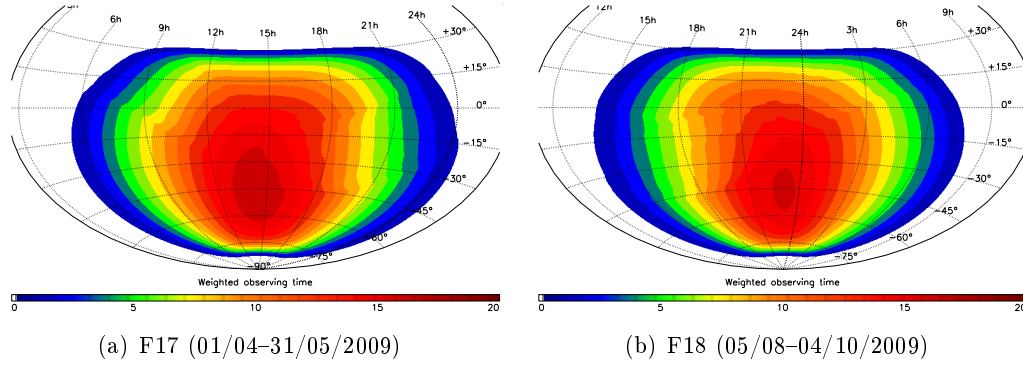 6h 9h 12h 15h 18h 21h 24h
+30°
+15°
0°
-15°
-30°
-45°
-60°
-75°
-90°
Weighted observing time
0 5 10 15 20
(a) F17 (01/04–31/05/2009)
12h 18h 21h 24h 3h 6h 9h
+30°
+15°
0°
-15°
-30°
-45°
-60°
-75°
Weighted observing time
0 5 10 15 20
(b) F18 (05/08–04/10/2009)